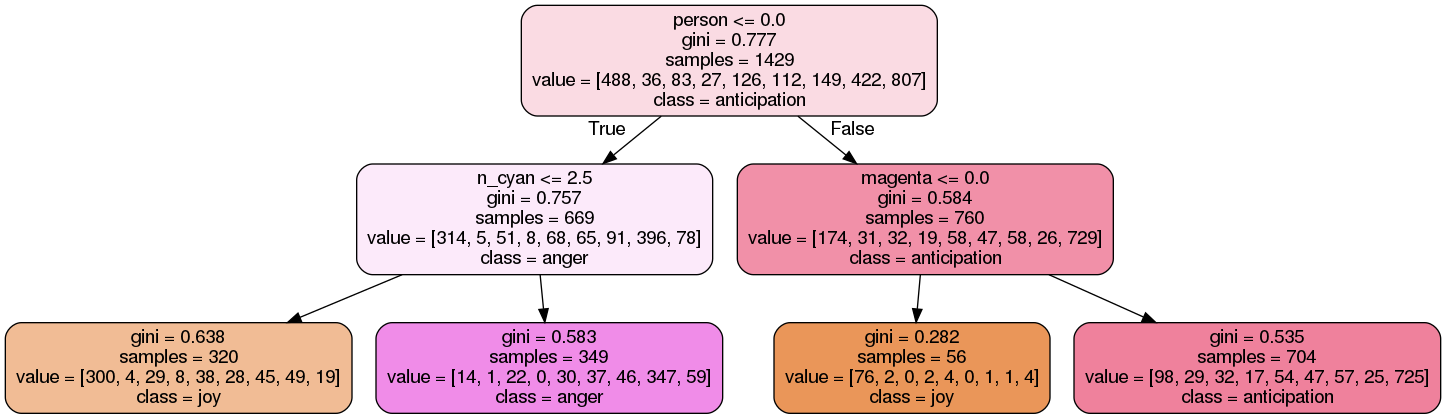 person <= 0.0
gini = 0.777
samples = 1429
value = [488, 36, 83, 27, 126, 112, 149, 422, 807]
class = anticipation
True
False
n_cyan <= 2.5
gini = 0.757
samples = 669
value = [314, 5, 51, 8, 68, 65, 91, 396, 78]
class = anger
magenta <= 0.0
gini = 0.584
samples = 760
value = [174, 31, 32, 19, 58, 47, 58, 26, 729]
class = anticipation
gini = 0.638
samples = 320
value = [300, 4, 29, 8, 38, 28, 45, 49, 19]
class = joy
gini = 0.583
samples = 349
value = [14, 1, 22, 0, 30, 37, 46, 347, 59]
class = anger
gini = 0.282
samples = 56
value = [76, 2, 0, 2, 4, 0, 1, 1, 4]
class = joy
gini = 0.535
samples = 704
value = [98, 29, 32, 17, 54, 47, 57, 25, 725]
class = anticipation